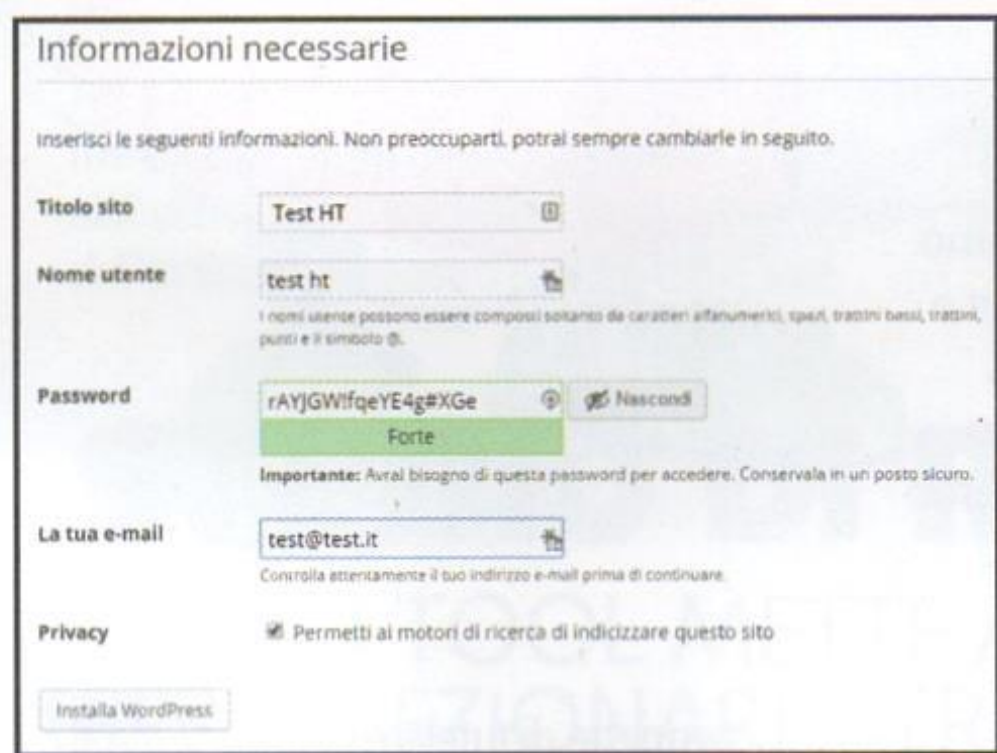 Informazioni necessarie
Inserisci le seguenti informazioni. Non preoccuparti, potrai sempre cambiarle in seguito.
Titolo sito
Test HT
Nome utente
test ht
I nomi utente possono essere composti soltanto da caratteri alfanumerici, spazi, trattini bassi, trattini,
punti e il simbolo @.
Password
rAYJGW!fqeYE4g#XGe
Nascondi
Forte
Importante: Avrai bisogno di questa password per accedere. Conservala in un posto sicuro.
La tua e-mail
test@test.it
Controlla attentamente il tuo indirizzo e-mail prima di continuare.
Privacy
Permetti ai motori di ricerca di indicizzare questo sito
Installa WordPress